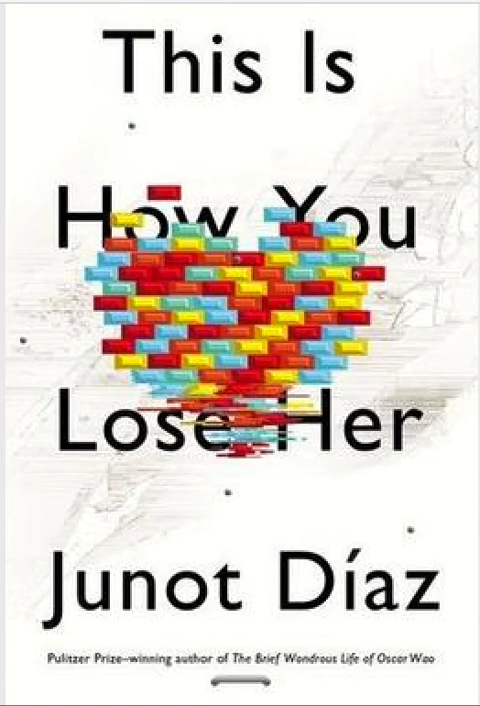 This Is
How You
Lose Her
Junot Díaz
Pulitzer Prize–winning author of The Brief Wondrous Life of Oscar Wao